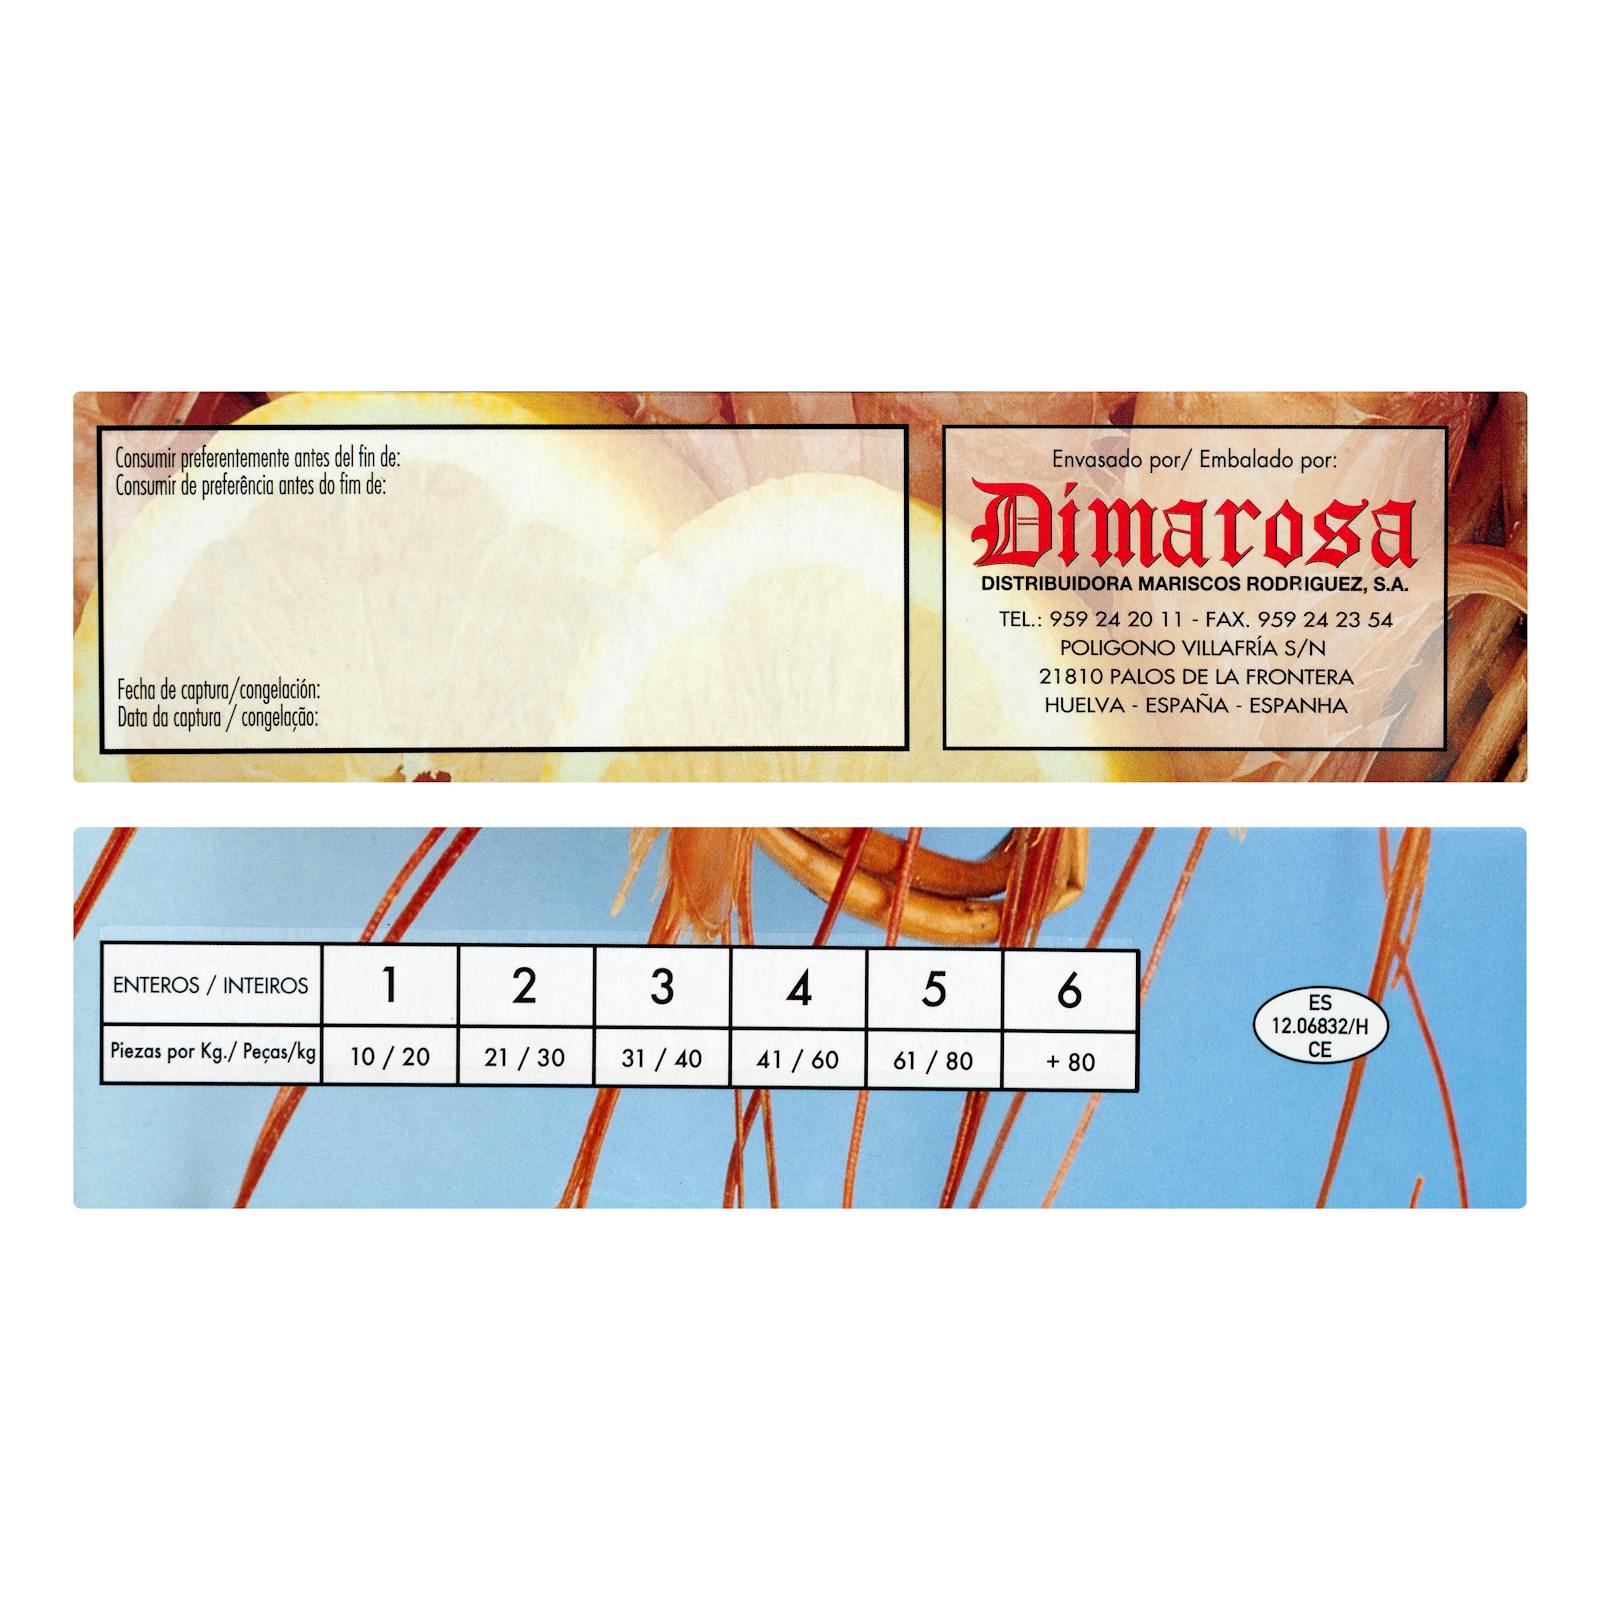 Consumir preferentemente antes del fin de:
Consumir de preferência antes do fim de:
Fecha de captura/congelación:
Data da captura / congelação:
Envasado por/ Embalado por:
Dimarosa
DISTRIBUIDORA MARISCOS RODRIGUEZ, S.A.
TEL.: 959 24 20 11 - FAX. 959 24 23 54
POLIGONO VILLAFRÍA S/N
21810 PALOS DE LA FRONTERA
HUELVA - ESPAÑA - ESPANHA
ENTEROS / INTEIROS 1 2 3 4 5 6
Piezas por Kg./ Peças/kg 10 / 20 21 / 30 31 / 40 41 / 60 61 / 80 + 80
ES
12.06832/H
CE